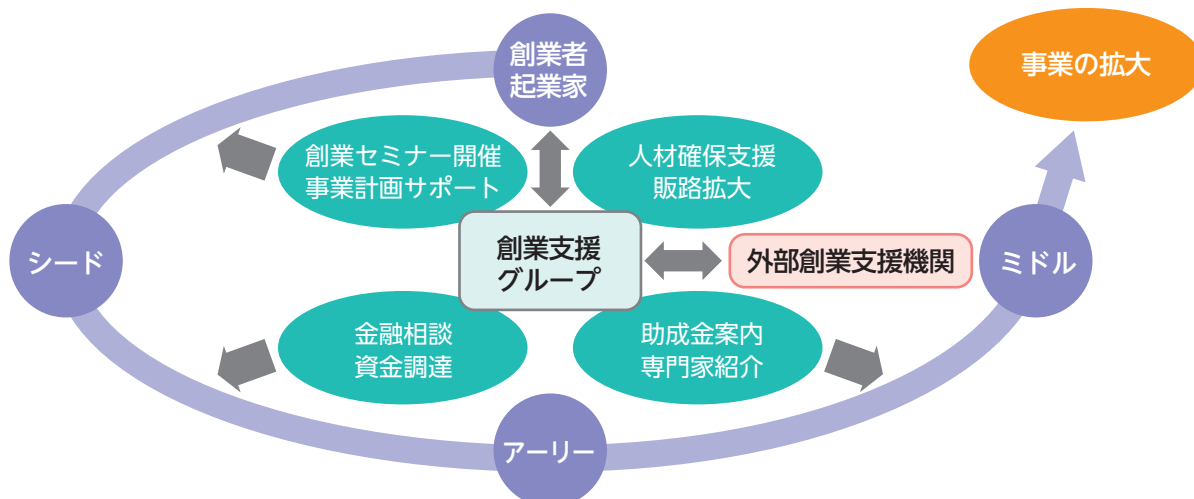 創業者
起業家
事業の拡大
創業セミナー開催
事業計画サポート
人材確保支援
販路拡大
シード
創業支援
グループ
外部創業支援機関
ミドル
金融相談
資金調達
助成金案内
専門家紹介
アーリー